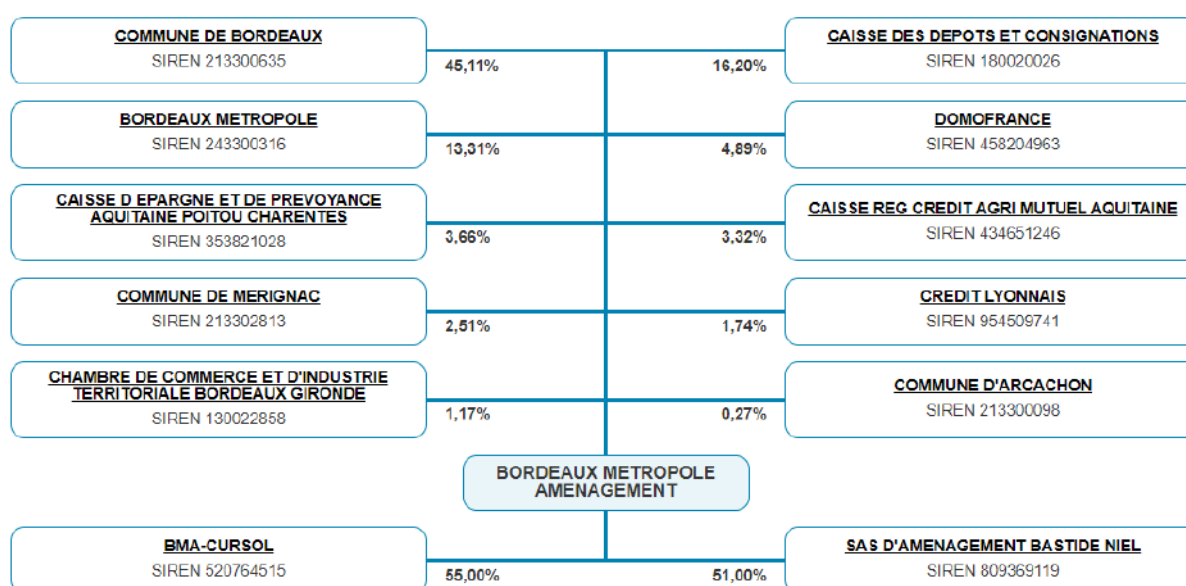 COMMUNE DE BORDEAUX
SIREN 213300635
45,11%
CAISSE DES DEPOTS ET CONSIGNATIONS
SIREN 180020026
16,20%
BORDEAUX METROPOLE
SIREN 243300316
13,31%
DOMOFRANCE
SIREN 458204963
4,89%
CAISSE D EPARGNE ET DE PREVOYANCE
AQUITAINE POITOU CHARENTES
SIREN 353821028
3,66%
CAISSE REG CREDIT AGRI MUTUEL AQUITAINE
SIREN 434651246
3,32%
COMMUNE DE MERIGNAC
SIREN 213302813
2,51%
CREDIT LYONNAIS
SIREN 954509741
1,74%
CHAMBRE DE COMMERCE ET D'INDUSTRIE
TERRITORIALE BORDEAUX GIRONDE
SIREN 130022858
1,17%
COMMUNE D'ARCACHON
SIREN 213300098
0,27%
BORDEAUX METROPOLE
AMENAGEMENT
BMA-CURSOL
SIREN 520764515
55,00%
SAS D'AMENAGEMENT BASTIDE NIEL
SIREN 809369119
51,00%